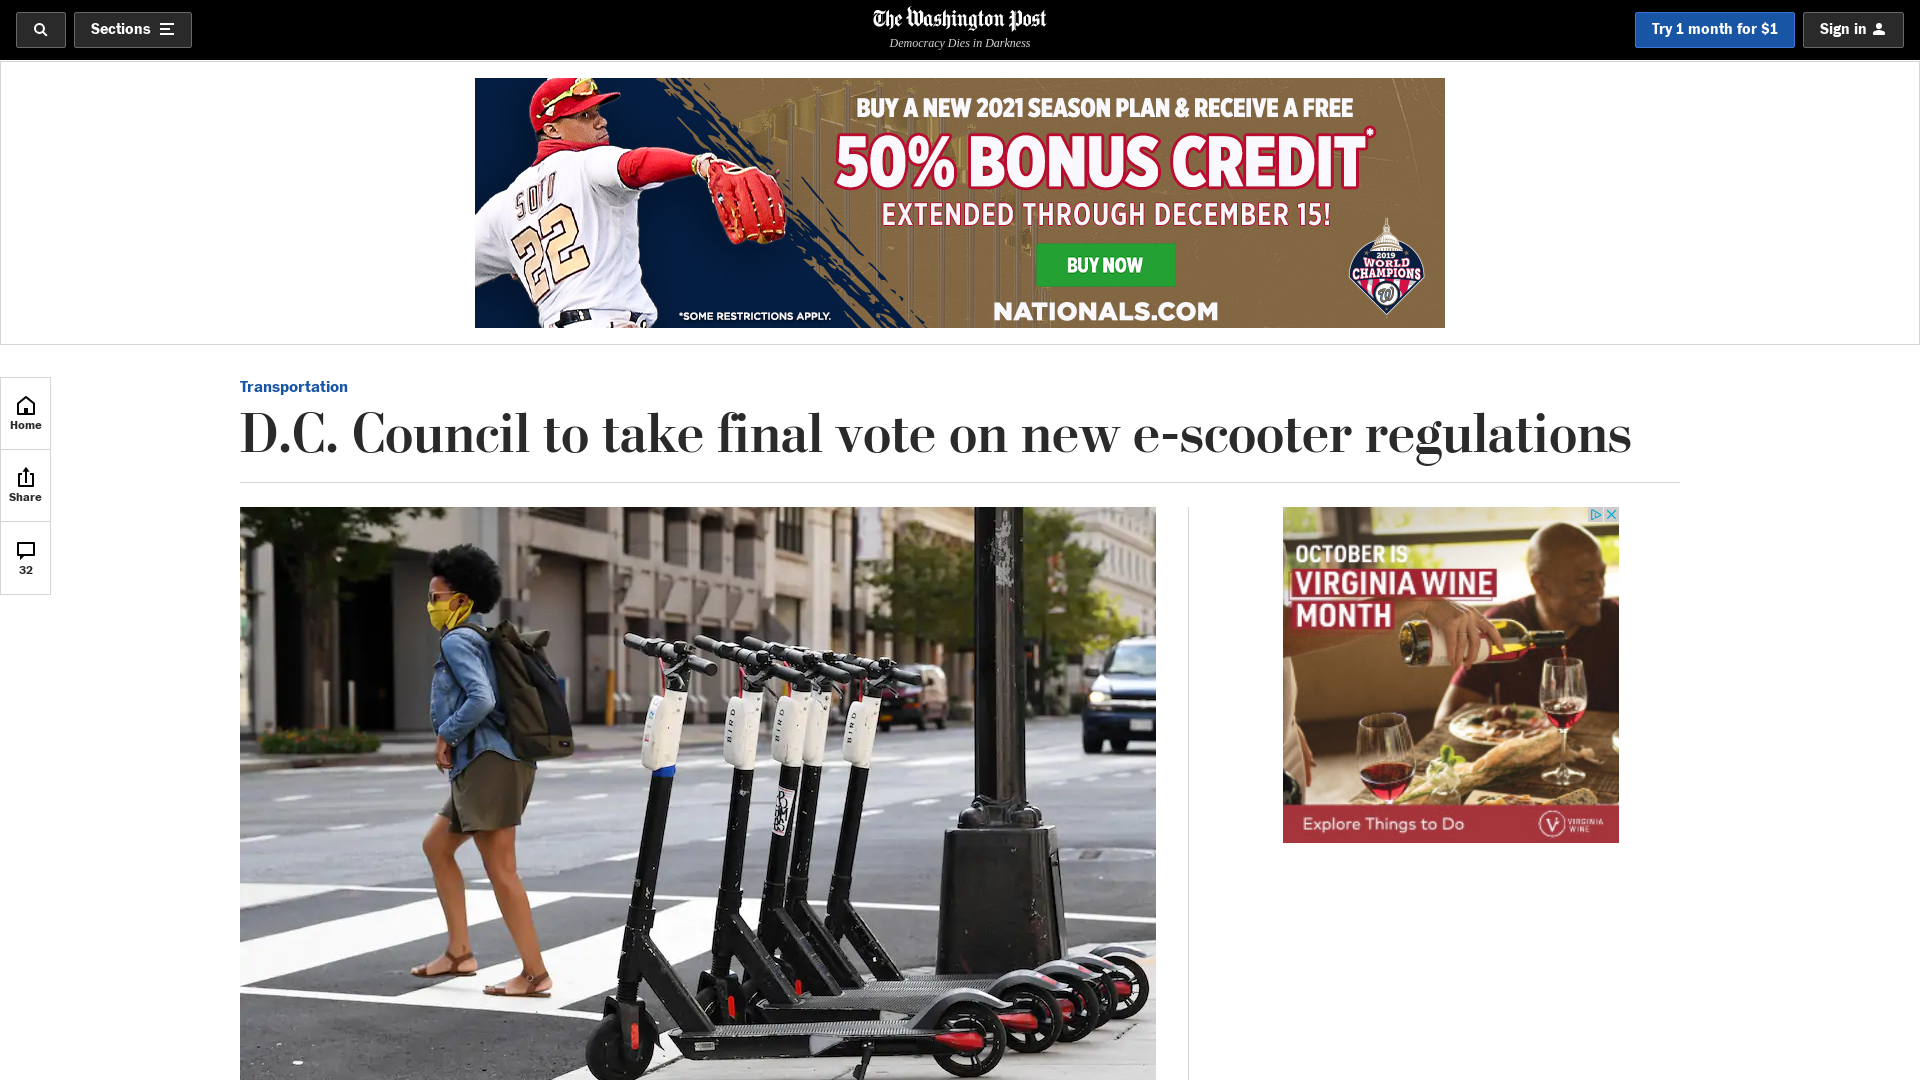 Sections
The Washington Post
Democracy Dies in Darkness
Try 1 month for $1
Sign in
BUY A NEW 2021 SEASON PLAN & RECEIVE A FREE
50% BONUS CREDIT*
EXTENDED THROUGH DECEMBER 15!
BUY NOW
NATIONALS.COM
*SOME RESTRICTIONS APPLY.
SOTO
22
2019
WORLD
CHAMPIONS
W
Home
Share
32
Transportation
D.C. Council to take final vote on new e-scooter regulations
BIRD
BIRD
BIRD
OCTOBER IS
VIRGINIA WINE
MONTH
Explore Things to Do
VIRGINIA
WINE